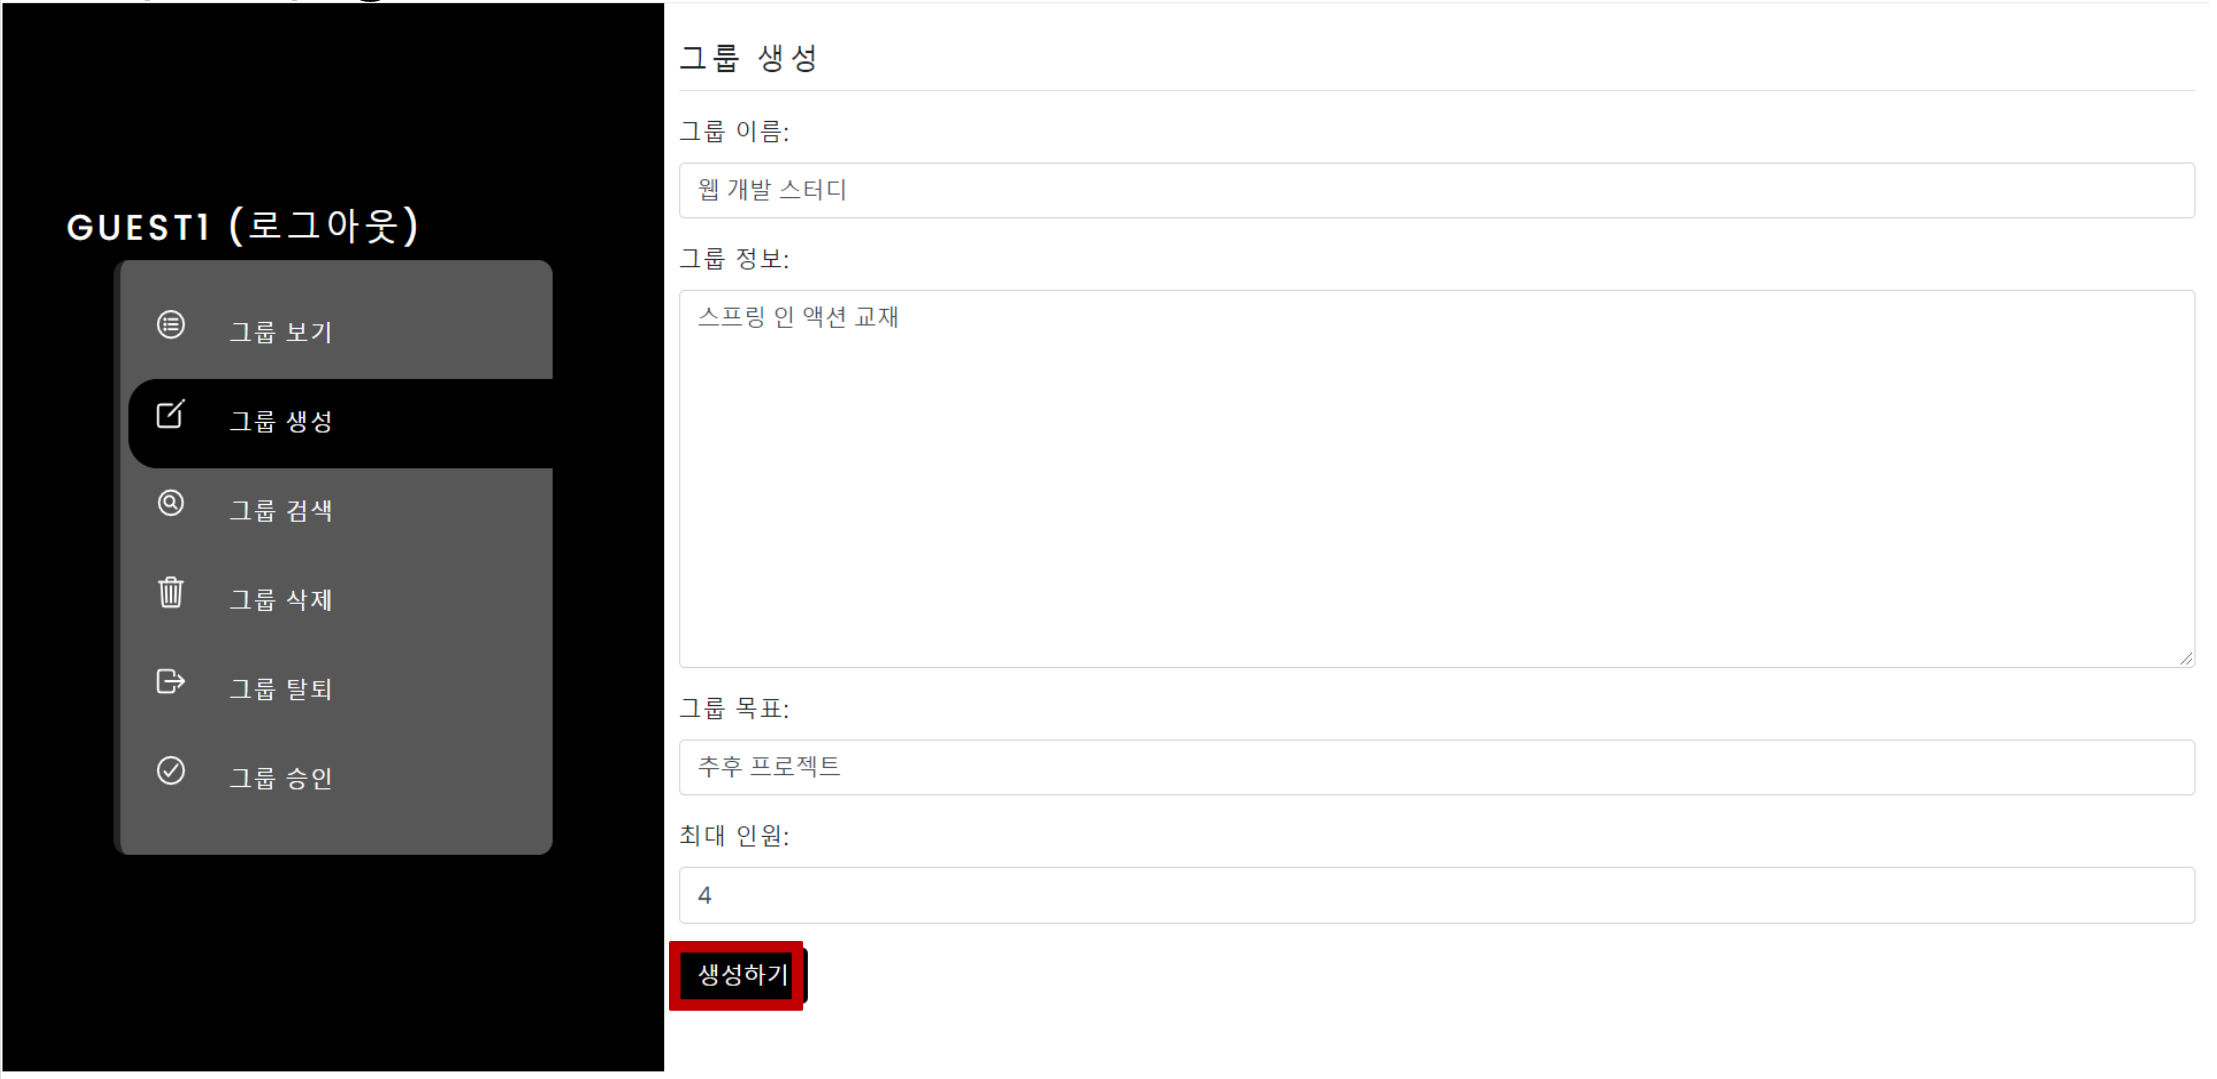 GUEST1 (로그아웃)
그룹 보기
그룹 생성
그룹 검색
그룹 삭제
그룹 탈퇴
그룹 승인
그룹 생성
그룹 이름:
웹 개발 스터디
그룹 정보:
스프링 인 액션 교재
그룹 목표:
추후 프로젝트
최대 인원:
4
생성하기